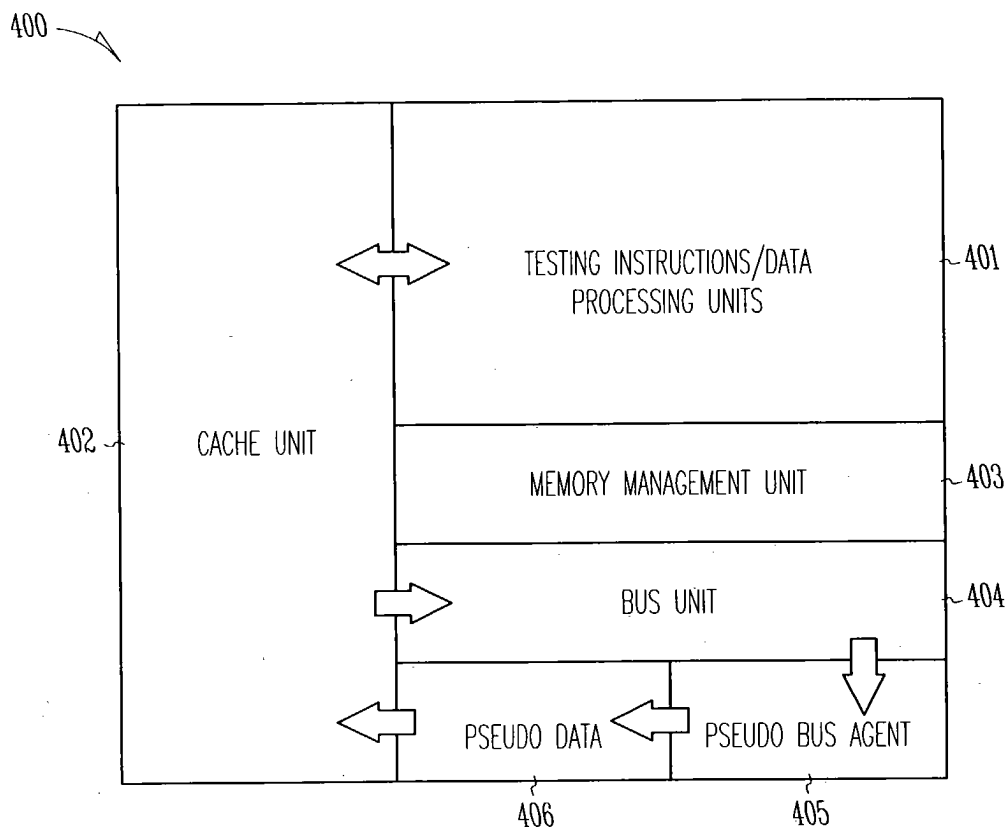 400
TESTING INSTRUCTIONS/DATA
PROCESSING UNITS
401
402
CACHE UNIT
MEMORY MANAGEMENT UNIT
403
BUS UNIT
404
PSEUDO DATA
PSEUDO BUS AGENT
406
405